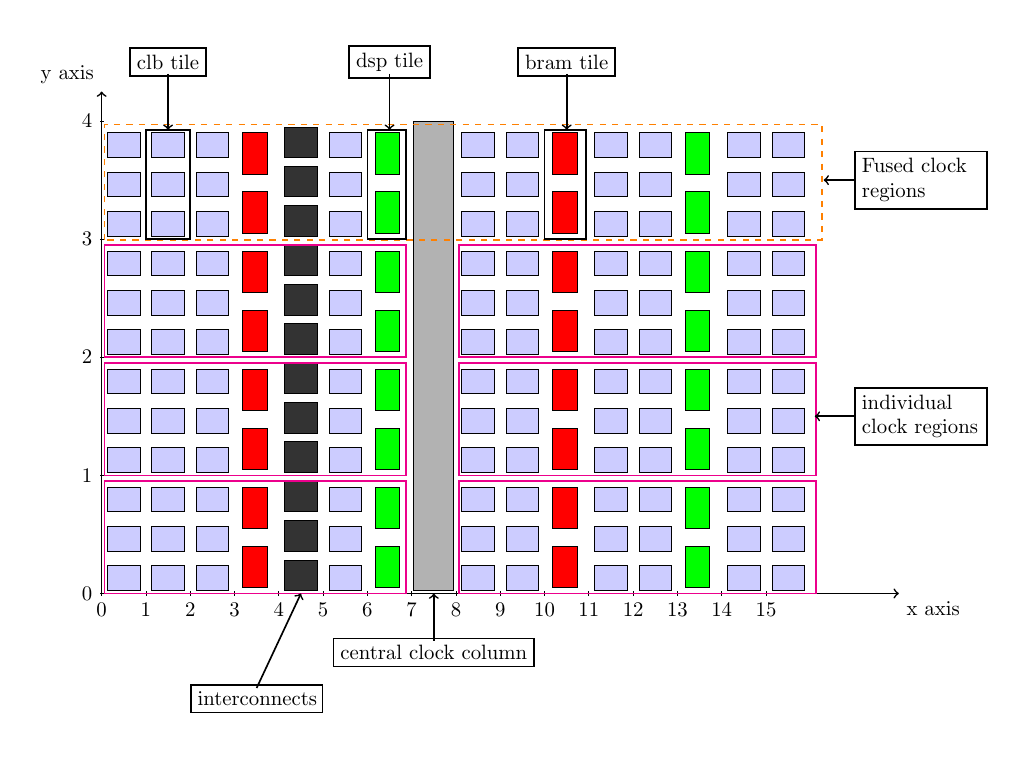 clb tile
dsp tile
bram tile
y axis
4
Fused clock
regions
3
2
individual
clock regions
1
0
0 1 2 3 4 5 6 7 8 9 10 11 12 13 14 15
x axis
central clock column
interconnects